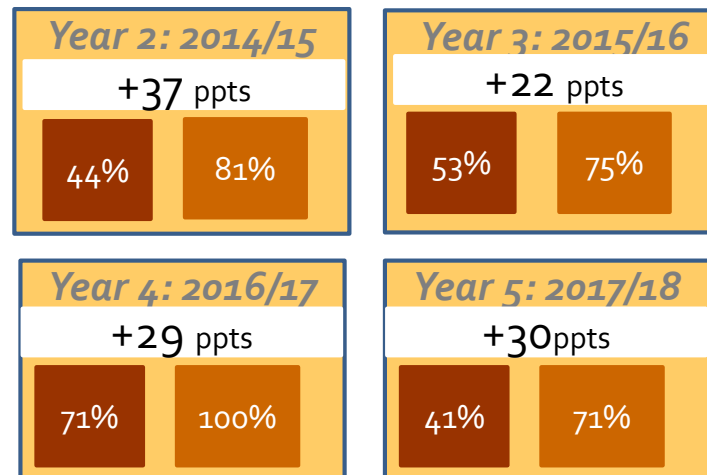 Year 2: 2014/15
+37 ppts
44% 81%
Year 3: 2015/16
+22 ppts
53% 75%
Year 4: 2016/17
+29 ppts
71% 100%
Year 5: 2017/18
+30ppts
41% 71%